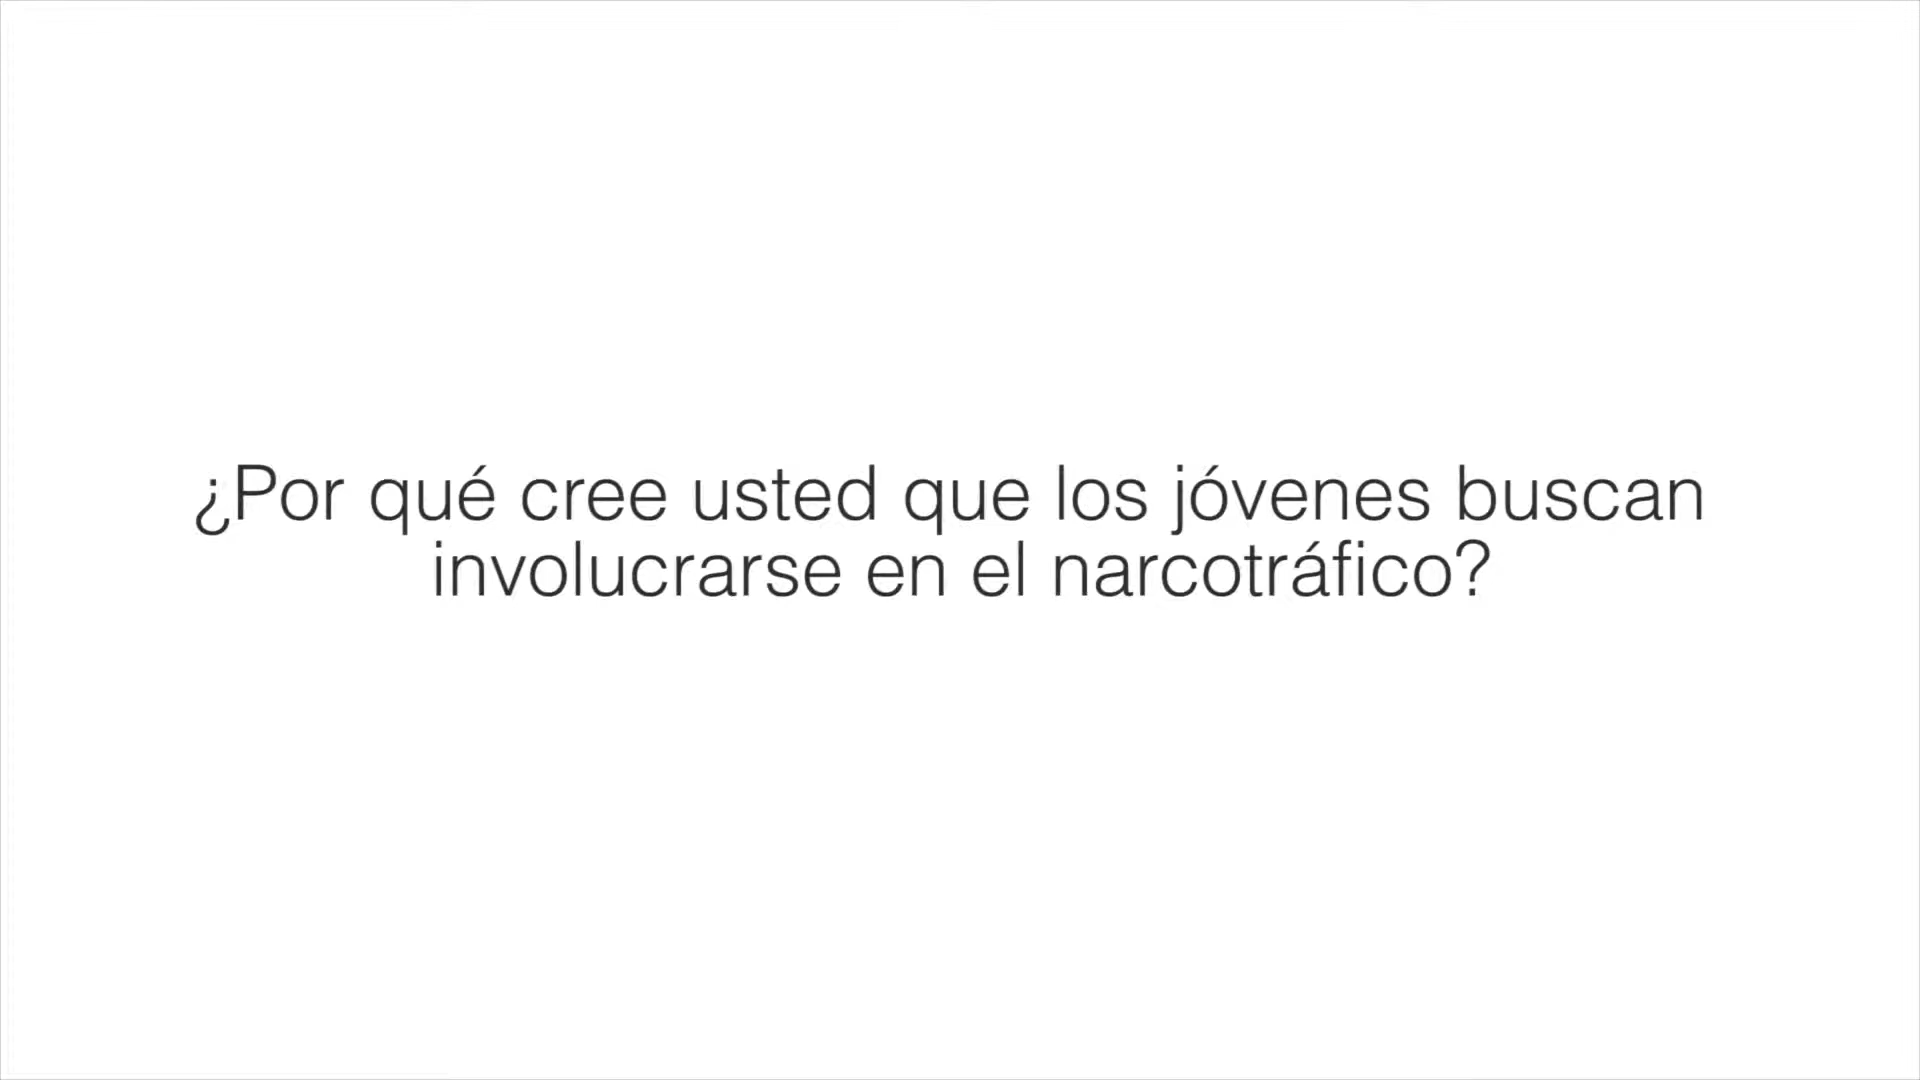 ¿Por qué cree usted que los jóvenes buscan
involucrarse en el narcotráfico?